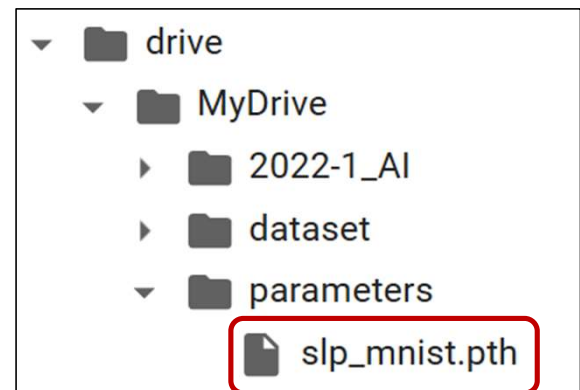 drive
MyDrive
2022-1_AI
dataset
parameters
slp_mnist.pth